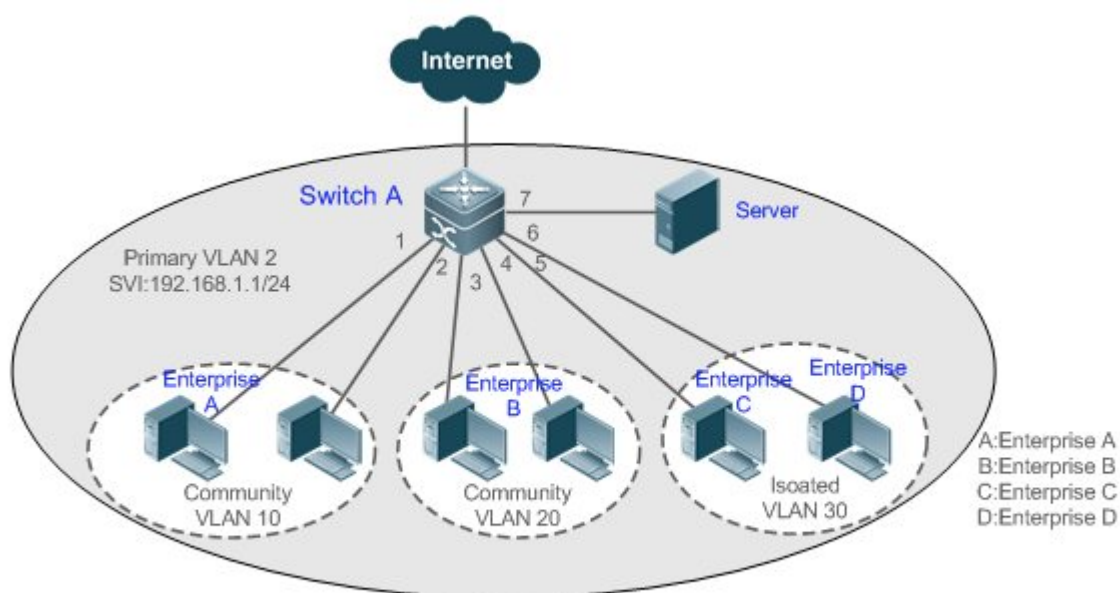 Internet
Switch A
7
Server
1
6
2
4
5
3
Primary VLAN 2
SVI:192.168.1.1/24
Enterprise
A
Enterprise
B
Enterprise
C
Enterprise
D
Community
VLAN 10
Community
VLAN 20
Isoated
VLAN 30
A:Enterprise A
B:Enterprise B
C:Enterprise C
D:Enterprise D